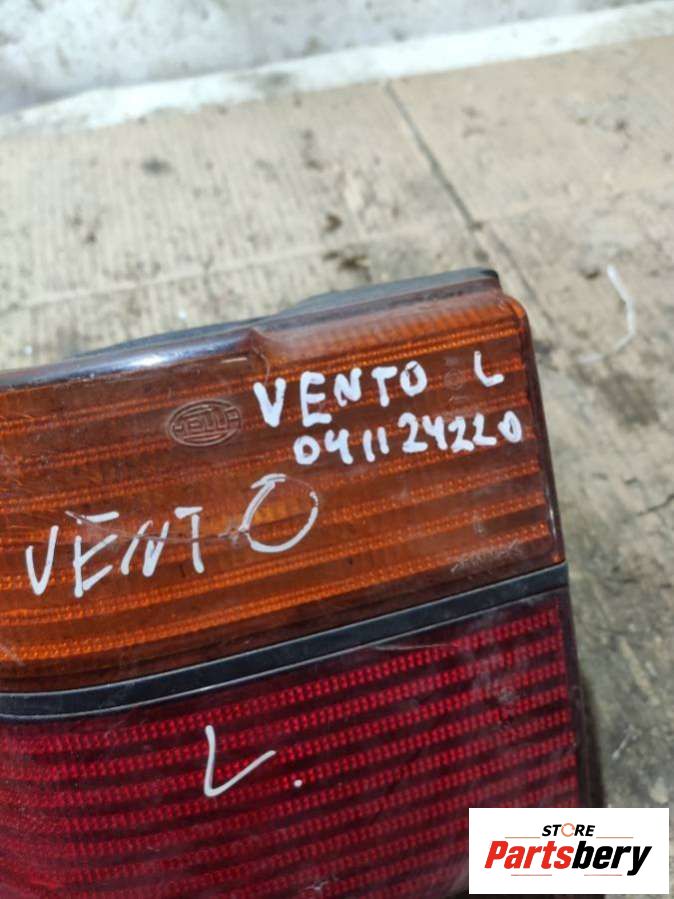 VENTO L
HELLA
041124220
VENTO
L.
STORE
Partsbery